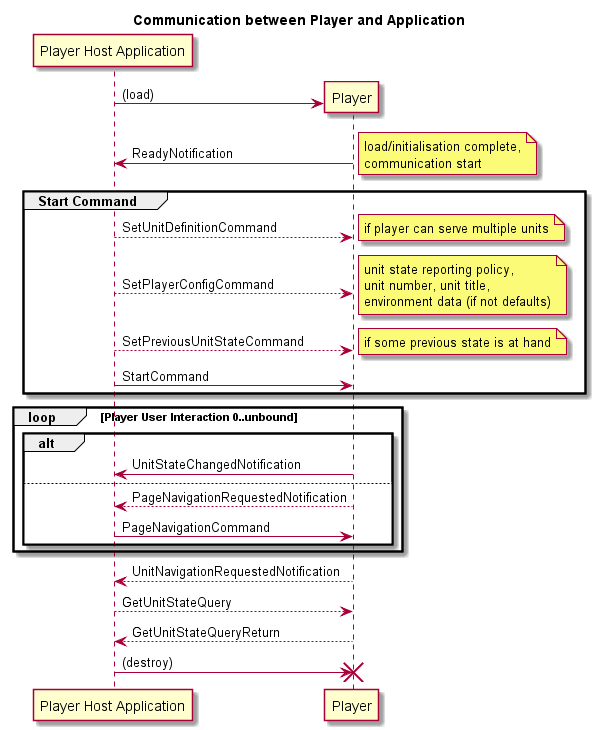 Communication between Player and Application
Player Host Application
(load)
Player
ReadyNotification
load/initialisation complete,
communication start
Start Command
SetUnitDefinitionCommand
if player can serve multiple units
SetPlayerConfigCommand
unit state reporting policy,
unit number, unit title,
environment data (if not defaults)
SetPreviousUnitStateCommand
if some previous state is at hand
StartCommand
loop [Player User Interaction 0..unbound]
alt
UnitStateChangedNotification
PageNavigationRequestedNotification
PageNavigationCommand
UnitNavigationRequestedNotification
GetUnitStateQuery
GetUnitStateQueryReturn
(destroy)
Player Host Application Player